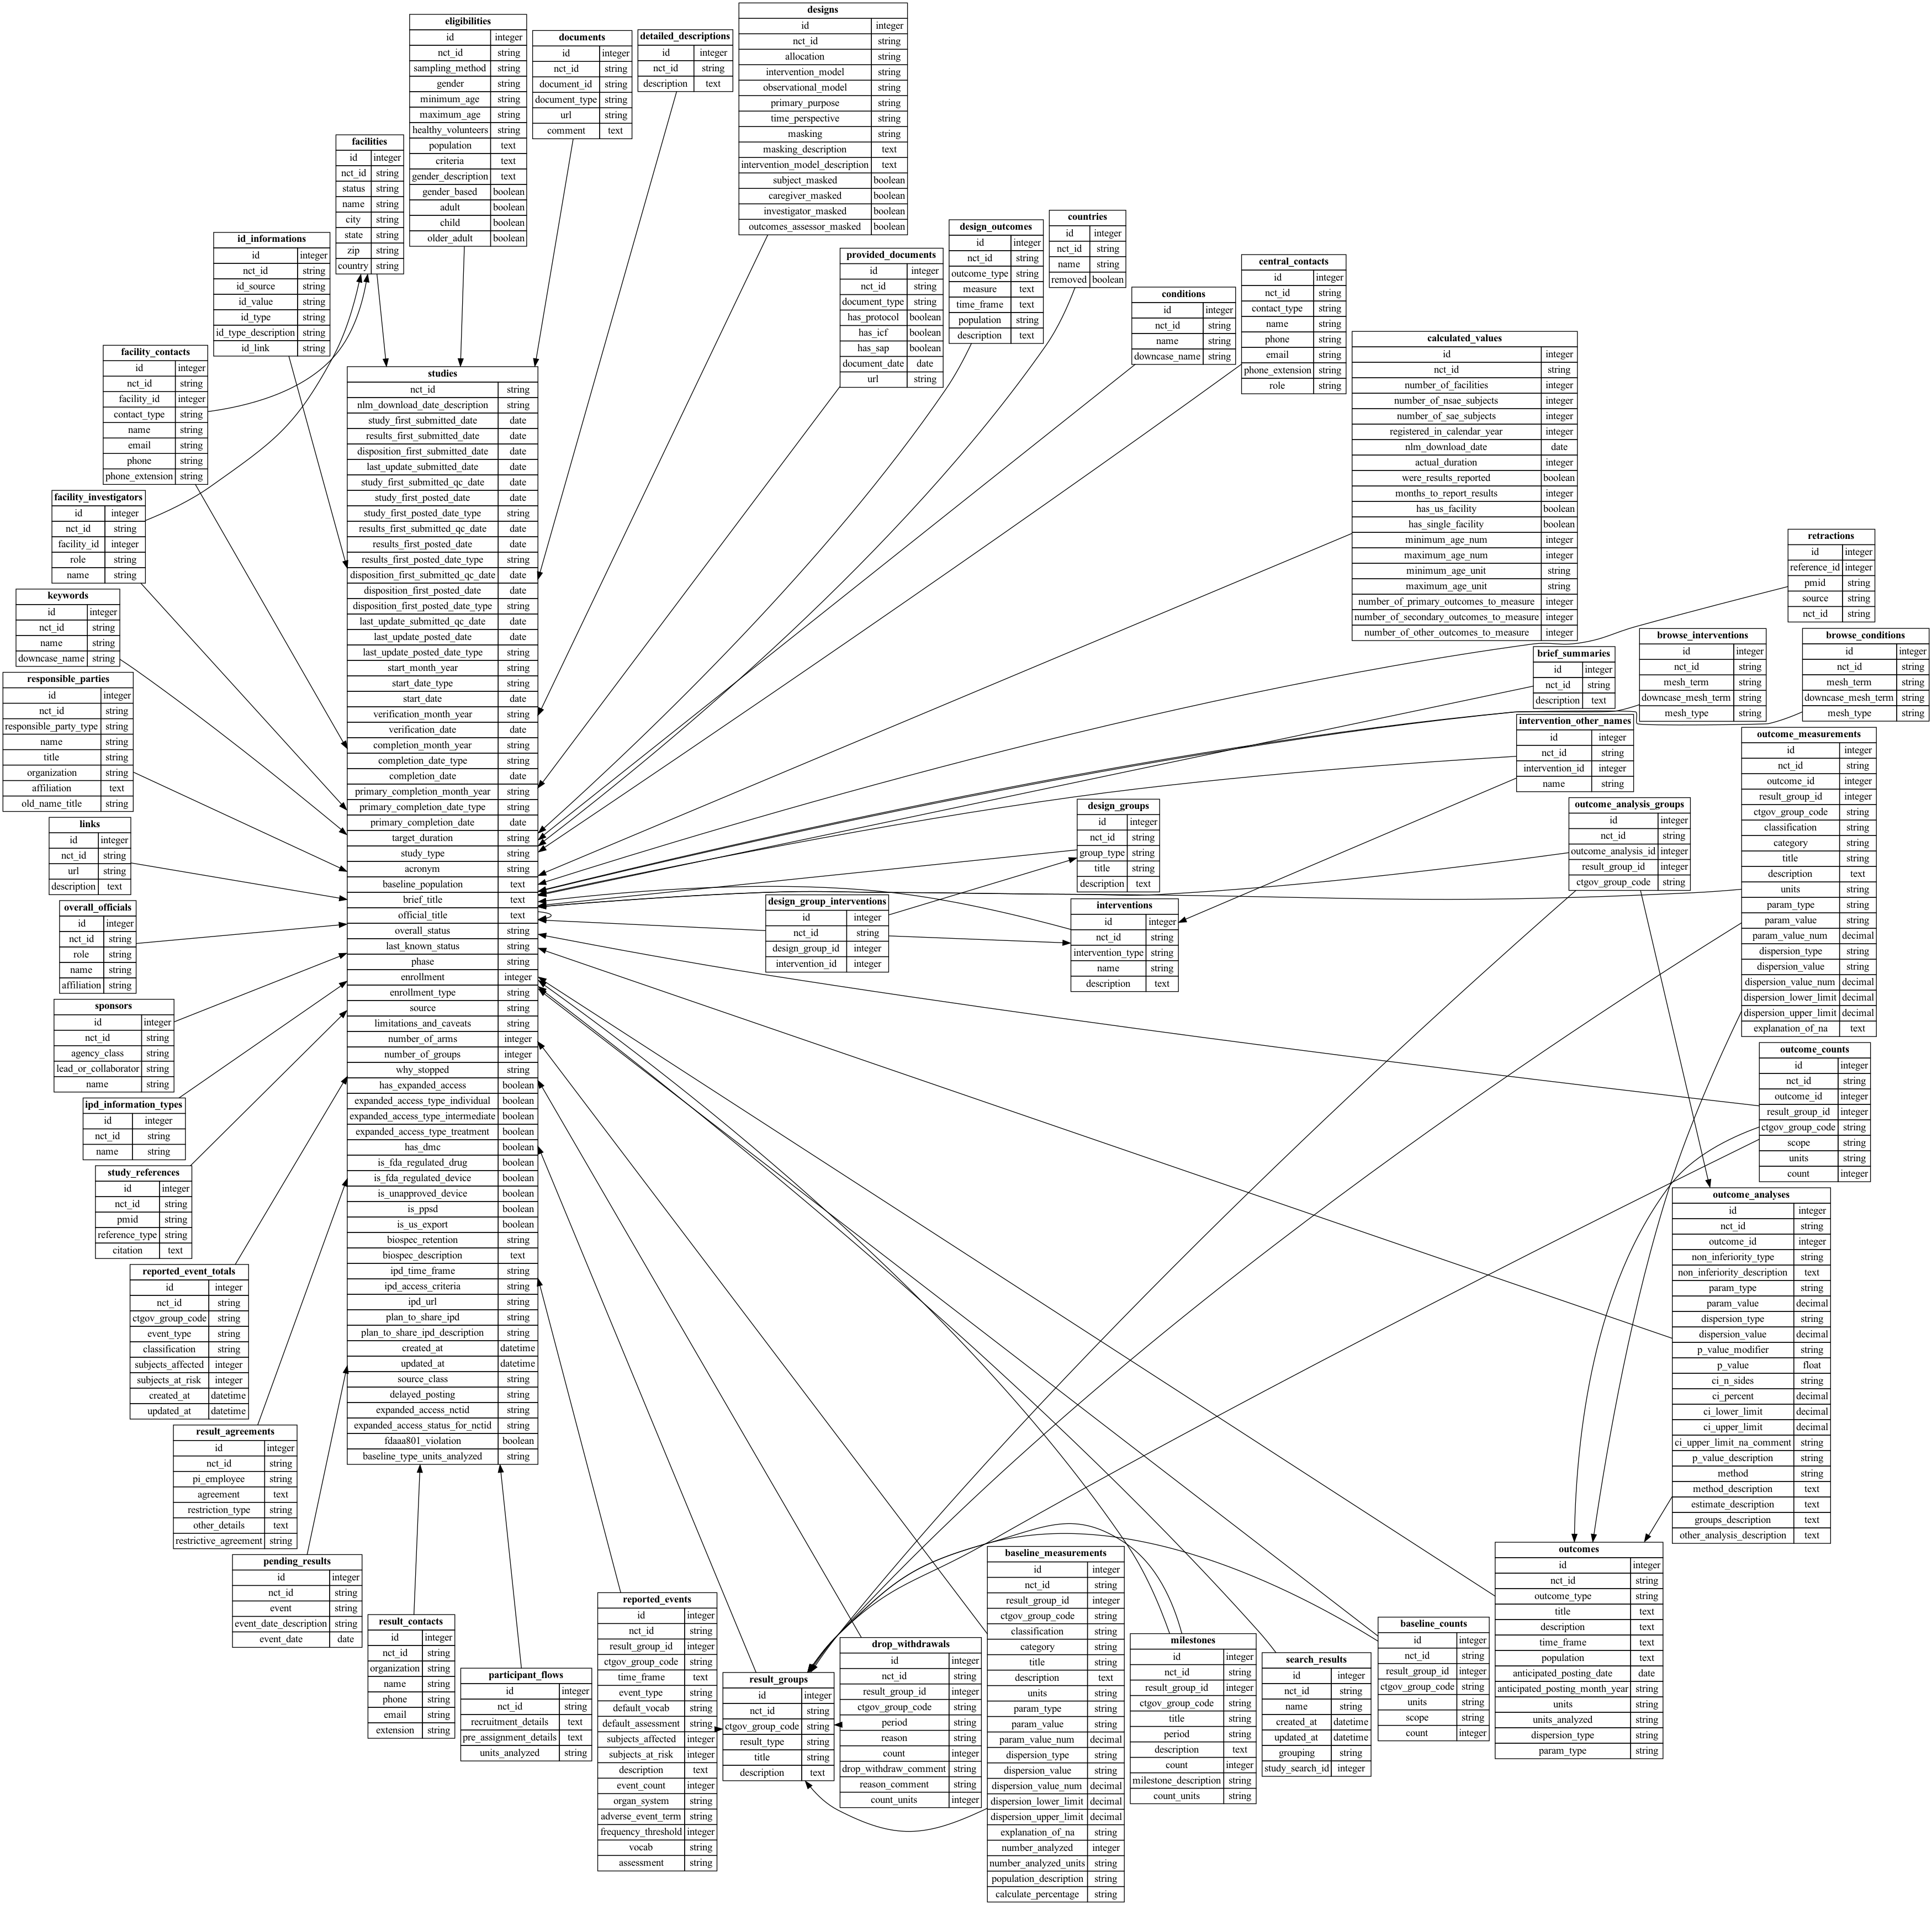 designs
id integer
nct_id string
allocation string
intervention_model string
observational_model string
primary_purpose string
time_perspective string
masking string
masking_description text
intervention_model_description text
subject_masked boolean
caregiver_masked boolean
investigator_masked boolean
outcomes_assessor_masked boolean
eligibilities
id integer
nct_id string
sampling_method string
gender string
minimum_age string
maximum_age string
healthy_volunteers string
population text
criteria text
gender_description text
gender_based boolean
adult boolean
child boolean
older_adult boolean
documents
id integer
nct_id string
document_id string
document_type string
url string
comment text
detailed_descriptions
id integer
nct_id string
description text
facilities
id integer
nct_id string
status string
name string
city string
state string
zip string
country string
id_informations
id integer
nct_id string
id_source string
id_value string
id_type string
id_type_description string
id_link string
provided_documents
id integer
nct_id string
document_type string
has_protocol boolean
has_icf boolean
has_sap boolean
document_date date
url string
design_outcomes
id integer
nct_id string
outcome_type string
measure text
time_frame text
population string
description text
countries
id integer
nct_id string
name string
removed boolean
conditions
id integer
nct_id string
name string
downcase_name string
central_contacts
id integer
nct_id string
contact_type string
name string
phone string
email string
phone_extension string
role string
calculated_values
id integer
nct_id string
number_of_facilities integer
number_of_nsae_subjects integer
number_of_sae_subjects integer
registered_in_calendar_year integer
nlm_download_date date
actual_duration integer
were_results_reported boolean
months_to_report_results integer
has_us_facility boolean
has_single_facility boolean
minimum_age_num integer
maximum_age_num integer
minimum_age_unit string
maximum_age_unit string
number_of_primary_outcomes_to_measure integer
number_of_secondary_outcomes_to_measure integer
number_of_other_outcomes_to_measure integer
facility_contacts
id integer
nct_id string
facility_id integer
contact_type string
name string
email string
phone string
phone_extension string
studies
nct_id string
nlm_download_date_description string
study_first_submitted_date date
results_first_submitted_date date
disposition_first_submitted_date date
last_update_submitted_date date
study_first_submitted_qc_date date
study_first_posted_date date
study_first_posted_date_type string
results_first_submitted_qc_date date
results_first_posted_date date
results_first_posted_date_type string
disposition_first_submitted_qc_date date
disposition_first_posted_date date
disposition_first_posted_date_type string
last_update_submitted_qc_date date
last_update_posted_date date
last_update_posted_date_type string
start_month_year string
start_date_type string
start_date date
verification_month_year string
verification_date date
completion_month_year string
completion_date_type string
completion_date date
primary_completion_month_year string
primary_completion_date_type string
primary_completion_date date
target_duration string
study_type string
acronym string
baseline_population text
brief_title text
official_title text
overall_status string
last_known_status string
phase string
enrollment integer
enrollment_type string
source string
limitations_and_caveats string
number_of_arms integer
number_of_groups integer
why_stopped string
has_expanded_access boolean
expanded_access_type_individual boolean
expanded_access_type_intermediate boolean
expanded_access_type_treatment boolean
has_dmc boolean
is_fda_regulated_drug boolean
is_fda_regulated_device boolean
is_unapproved_device boolean
is_ppsd boolean
is_us_export boolean
biospec_retention string
biospec_description text
ipd_time_frame string
ipd_access_criteria string
ipd_url string
plan_to_share_ipd string
plan_to_share_ipd_description string
created_at datetime
updated_at datetime
source_class string
delayed_posting string
expanded_access_nctid string
expanded_access_status_for_nctid string
fdaaa801_violation boolean
baseline_type_units_analyzed string
facility_investigators
id integer
nct_id string
facility_id integer
role string
name string
keywords
id integer
nct_id string
name string
downcase_name string
responsible_parties
id integer
nct_id string
responsible_party_type string
name string
title string
organization string
affiliation text
old_name_title string
links
id integer
nct_id string
url string
description text
overall_officials
id integer
nct_id string
role string
name string
affiliation string
sponsors
id integer
nct_id string
agency_class string
lead_or_collaborator string
name string
ipd_information_types
id integer
nct_id string
name string
study_references
id integer
nct_id string
pmid string
reference_type string
citation text
reported_event_totals
id integer
nct_id string
ctgov_group_code string
event_type string
classification string
subjects_affected integer
subjects_at_risk integer
created_at datetime
updated_at datetime
result_agreements
id integer
nct_id string
pi_employee string
agreement text
restriction_type string
other_details text
restrictive_agreement string
pending_results
id integer
nct_id string
event string
event_date_description string
event_date date
result_contacts
id integer
nct_id string
organization string
name string
phone string
email string
extension string
participant_flows
id integer
nct_id string
recruitment_details text
pre_assignment_details text
units_analyzed string
retractions
id integer
reference_id integer
pmid string
source string
nct_id string
brief_summaries
id integer
nct_id string
description text
browse_interventions
id integer
nct_id string
mesh_term string
downcase_mesh_term string
mesh_type string
browse_conditions
id integer
nct_id string
mesh_term string
downcase_mesh_term string
mesh_type string
intervention_other_names
id integer
nct_id string
intervention_id integer
name string
design_groups
id integer
nct_id string
group_type string
title string
description text
outcome_analysis_groups
id integer
nct_id string
outcome_analysis_id integer
result_group_id integer
ctgov_group_code string
outcome_measurements
id integer
nct_id string
outcome_id integer
result_group_id integer
ctgov_group_code string
classification string
category string
title string
description text
units string
param_type string
param_value string
param_value_num decimal
dispersion_type string
dispersion_value string
dispersion_value_num decimal
dispersion_lower_limit decimal
dispersion_upper_limit decimal
explanation_of_na text
design_group_interventions
id integer
nct_id string
design_group_id integer
intervention_id integer
interventions
id integer
nct_id string
intervention_type string
name string
description text
outcome_counts
id integer
nct_id string
outcome_id integer
result_group_id integer
ctgov_group_code string
scope string
units string
count integer
outcome_analyses
id integer
nct_id string
outcome_id integer
non_inferiority_type string
non_inferiority_description text
param_type string
param_value decimal
dispersion_type string
dispersion_value decimal
p_value_modifier string
p_value float
ci_n_sides string
ci_percent decimal
ci_lower_limit decimal
ci_upper_limit decimal
ci_upper_limit_na_comment string
p_value_description string
method string
method_description text
estimate_description text
groups_description text
other_analysis_description text
outcomes
id integer
nct_id string
outcome_type string
title text
description text
time_frame text
population text
anticipated_posting_date date
anticipated_posting_month_year string
units string
units_analyzed string
dispersion_type string
param_type string
reported_events
id integer
nct_id string
result_group_id integer
ctgov_group_code string
time_frame text
event_type string
default_vocab string
default_assessment string
subjects_affected integer
subjects_at_risk integer
description text
event_count integer
organ_system string
adverse_event_term string
frequency_threshold integer
vocab string
assessment string
result_groups
id integer
nct_id string
ctgov_group_code string
result_type string
title string
description text
drop_withdrawals
id integer
nct_id string
result_group_id integer
ctgov_group_code string
period string
reason string
count integer
drop_withdraw_comment string
reason_comment string
count_units integer
baseline_measurements
id integer
nct_id string
result_group_id integer
ctgov_group_code string
classification string
category string
title string
description text
units string
param_type string
param_value string
param_value_num decimal
dispersion_type string
dispersion_value string
dispersion_value_num decimal
dispersion_lower_limit decimal
dispersion_upper_limit decimal
explanation_of_na string
number_analyzed integer
number_analyzed_units string
population_description string
calculate_percentage string
milestones
id integer
nct_id string
result_group_id integer
ctgov_group_code string
title string
period string
description text
count integer
milestone_description string
count_units string
search_results
id integer
nct_id string
name string
created_at datetime
updated_at datetime
grouping string
study_search_id integer
baseline_counts
id integer
nct_id string
result_group_id integer
ctgov_group_code string
units string
scope string
count integer